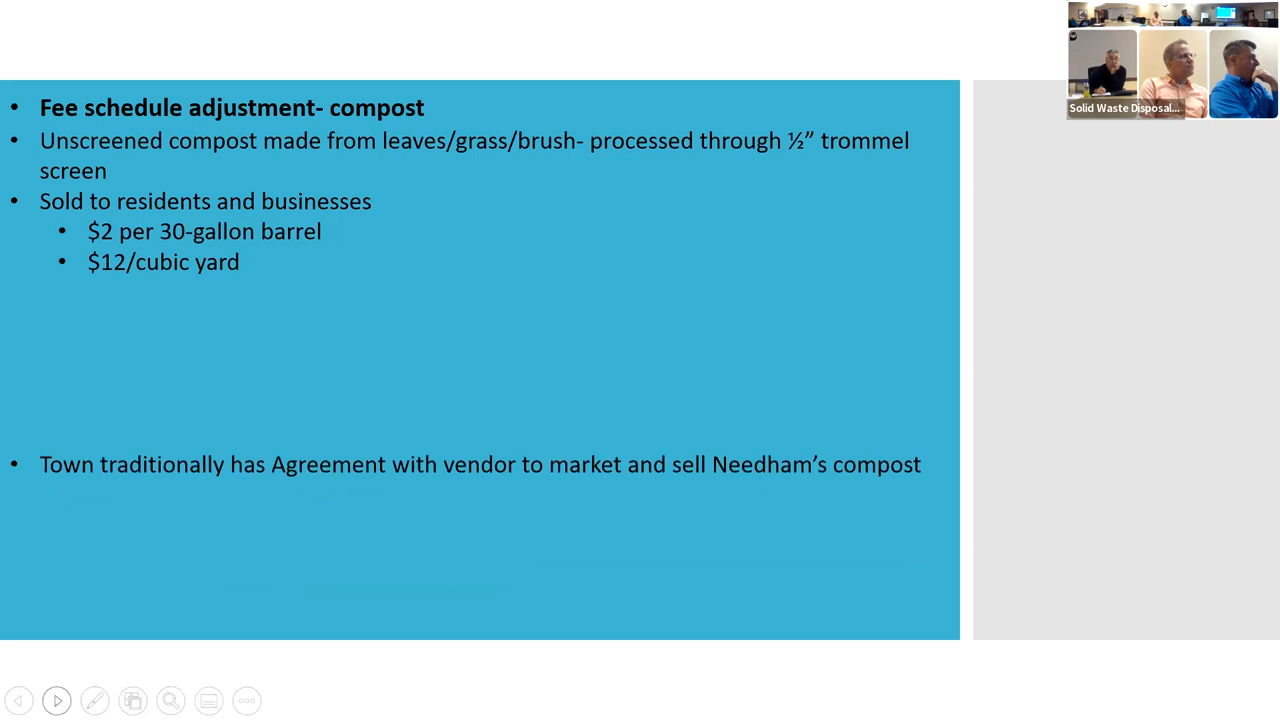 • Fee schedule adjustment- compost
• Unscreened compost made from leaves/grass/brush- processed through ½” trommel
screen
• Sold to residents and businesses
• $2 per 30-gallon barrel
• $12/cubic yard
• Town traditionally has Agreement with vendor to market and sell Needham’s compost
Solid Waste Disposal...